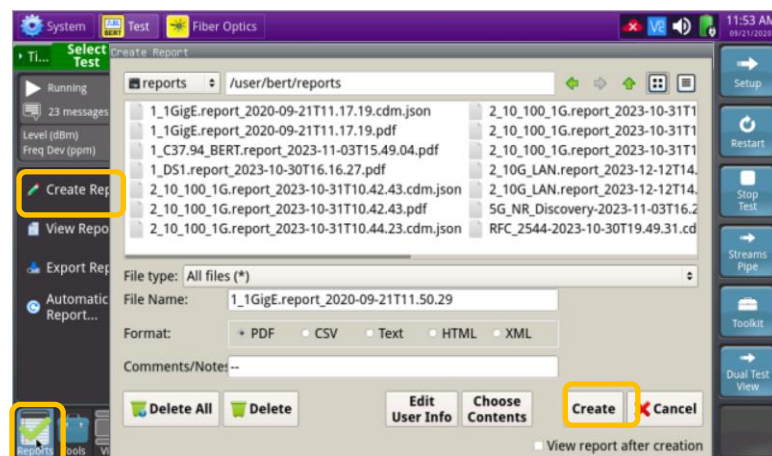 System
Test
Fiber Optics
11:53 AM
09/21/2020
Ti...
Select Test
Create Report
Running
23 messages
Level (dBm)
Freq Dev (ppm)
Create Rep
View Repo
Export Rep
Automatic
Report...
reports
/user/bert/reports
1_1GigE.report_2020-09-21T11.17.19.cdm.json
1_1GigE.report_2020-09-21T11.17.19.pdf
1_C37.94_BERT.report_2023-11-03T15.49.04.pdf
1_DS1.report_2023-10-30T16.16.27.pdf
2_10_100_1G.report_2023-10-31T10.42.43.cdm.json
2_10_100_1G.report_2023-10-31T10.42.43.pdf
2_10_100_1G.report_2023-10-31T10.44.23.cdm.json
2_10_100_1G.report_2023-10-31T1
2_10_100_1G.report_2023-10-31T1
2_10_100_1G.report_2023-10-31T1
2_10G_LAN.report_2023-12-12T14.
2_10G_LAN.report_2023-12-12T14.
5G_NR_Discovery-2023-11-03T16.2
RFC_2544-2023-10-30T19.49.31.cd
File type: All files (*)
File Name: 1_1GigE.report_2020-09-21T11.50.29
Format: PDF CSV Text HTML XML
Comments/Notes --
Delete All
Delete
Edit
User Info
Choose
Contents
Create
Cancel
View report after creation
Setup
Restart
Stop
Test
Streams
Pipe
Toolkit
Dual Test
View
Reports
ools